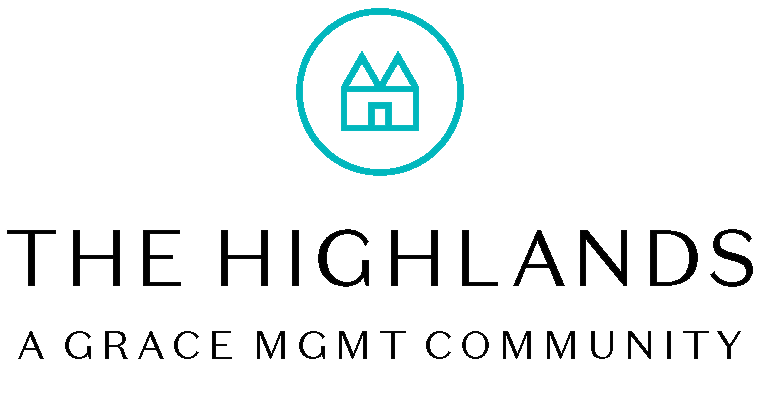 THE HIGHLANDS
A GRACE MGMT COMMUNITY